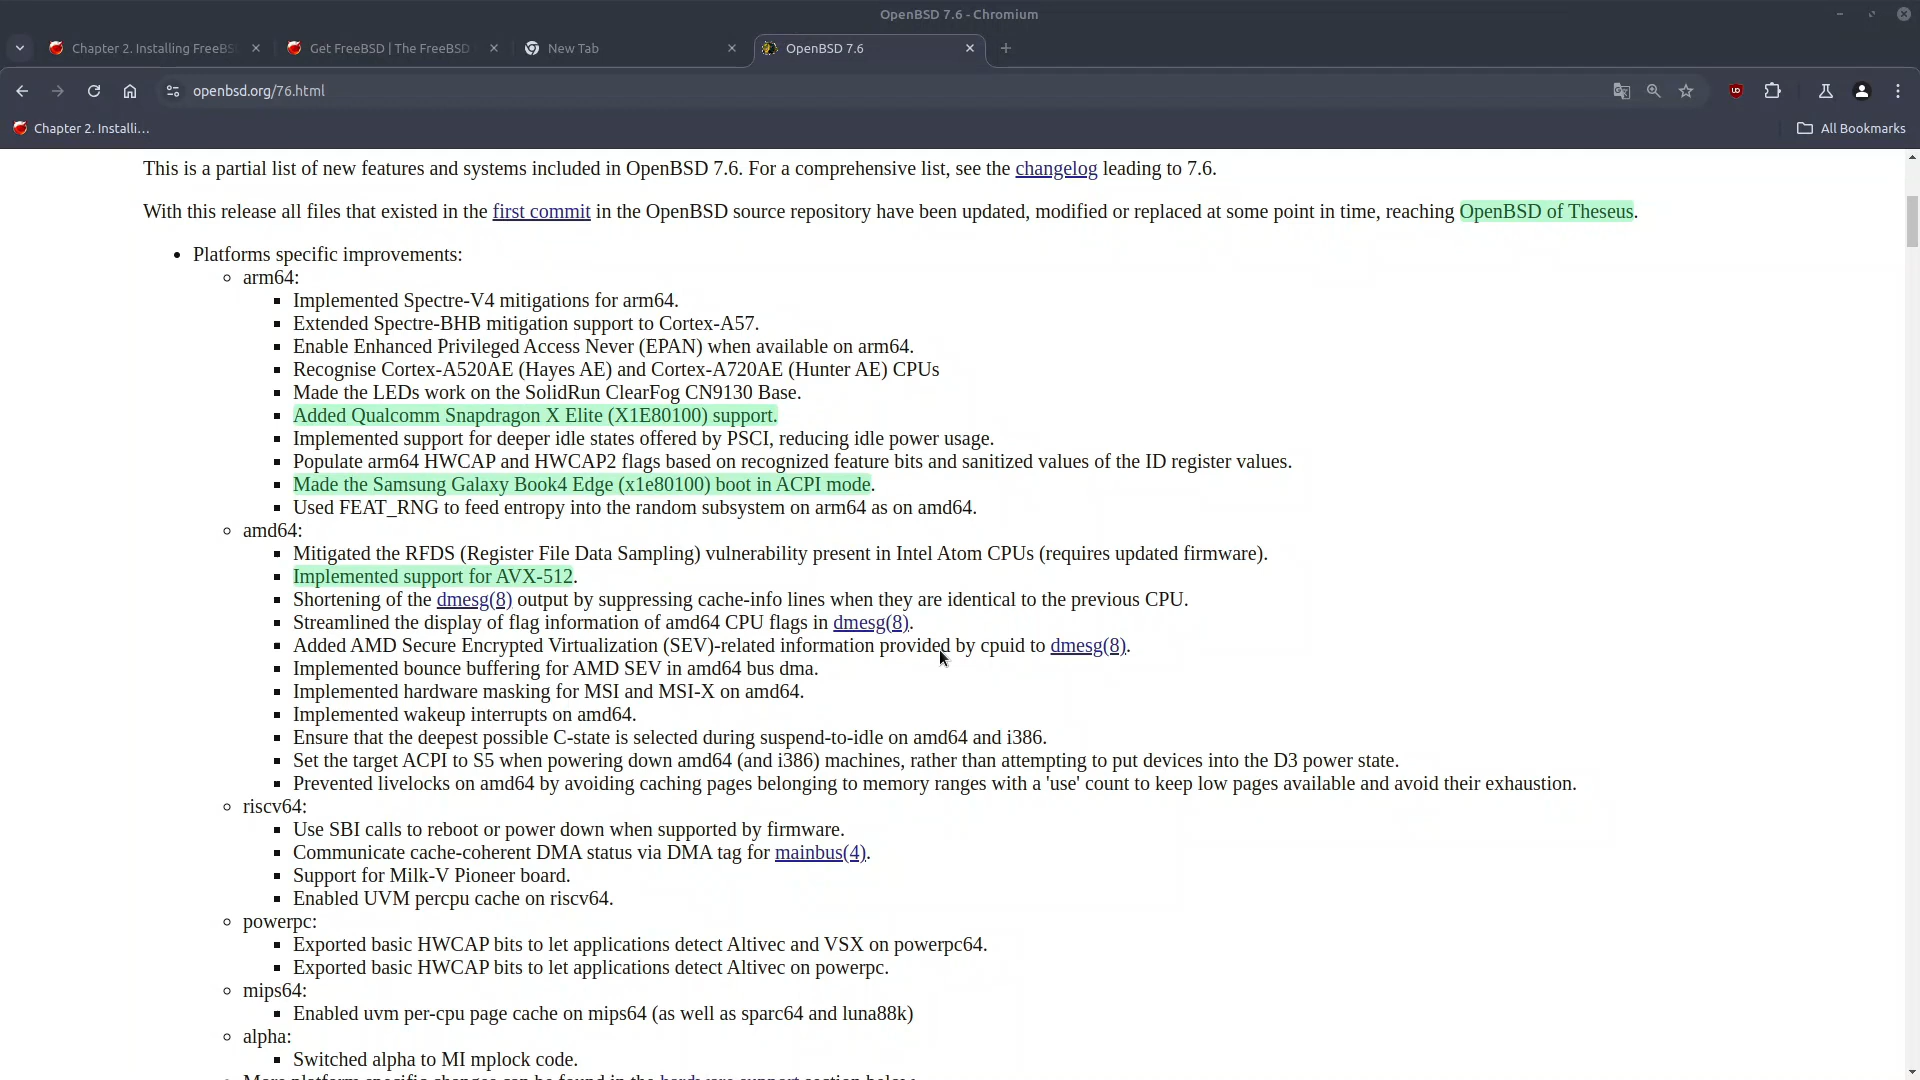 OpenBSD 7.6 - Chromium
Chapter 2. Installing FreeBS
Get FreeBSD | The FreeBSD
New Tab
OpenBSD 7.6
openbsd.org/76.html
Chapter 2. Installi...
All Bookmarks
This is a partial list of new features and systems included in OpenBSD 7.6. For a comprehensive list, see the changelog leading to 7.6.
With this release all files that existed in the first commit in the OpenBSD source repository have been updated, modified or replaced at some point in time, reaching OpenBSD of Theseus.
• Platforms specific improvements:
◦ arm64:
▪ Implemented Spectre-V4 mitigations for arm64.
▪ Extended Spectre-BHB mitigation support to Cortex-A57.
▪ Enable Enhanced Privileged Access Never (EPAN) when available on arm64.
▪ Recognise Cortex-A520AE (Hayes AE) and Cortex-A720AE (Hunter AE) CPUs
▪ Made the LEDs work on the SolidRun ClearFog CN9130 Base.
▪ Added Qualcomm Snapdragon X Elite (X1E80100) support.
▪ Implemented support for deeper idle states offered by PSCI, reducing idle power usage.
▪ Populate arm64 HWCAP and HWCAP2 flags based on recognized feature bits and sanitized values of the ID register values.
▪ Made the Samsung Galaxy Book4 Edge (x1e80100) boot in ACPI mode.
▪ Used FEAT_RNG to feed entropy into the random subsystem on arm64 as on amd64.
◦ amd64:
▪ Mitigated the RFDS (Register File Data Sampling) vulnerability present in Intel Atom CPUs (requires updated firmware).
▪ Implemented support for AVX-512.
▪ Shortening of the dmesg(8) output by suppressing cache-info lines when they are identical to the previous CPU.
▪ Streamlined the display of flag information of amd64 CPU flags in dmesg(8).
▪ Added AMD Secure Encrypted Virtualization (SEV)-related information provided by cpuid to dmesg(8).
▪ Implemented bounce buffering for AMD SEV in amd64 bus dma.
▪ Implemented hardware masking for MSI and MSI-X on amd64.
▪ Implemented wakeup interrupts on amd64.
▪ Ensure that the deepest possible C-state is selected during suspend-to-idle on amd64 and i386.
▪ Set the target ACPI to S5 when powering down amd64 (and i386) machines, rather than attempting to put devices into the D3 power state.
▪ Prevented livelocks on amd64 by avoiding caching pages belonging to memory ranges with a 'use' count to keep low pages available and avoid their exhaustion.
◦ riscv64:
▪ Use SBI calls to reboot or power down when supported by firmware.
▪ Communicate cache-coherent DMA status via DMA tag for mainbus(4).
▪ Support for Milk-V Pioneer board.
▪ Enabled UVM percpu cache on riscv64.
◦ powerpc:
▪ Exported basic HWCAP bits to let applications detect Altivec and VSX on powerpc64.
▪ Exported basic HWCAP bits to let applications detect Altivec on powerpc.
◦ mips64:
▪ Enabled uvm per-cpu page cache on mips64 (as well as sparc64 and luna88k)
◦ alpha:
▪ Switched alpha to MI mplock code.
◦ More platform specific changes can be found in the hardware support section below.